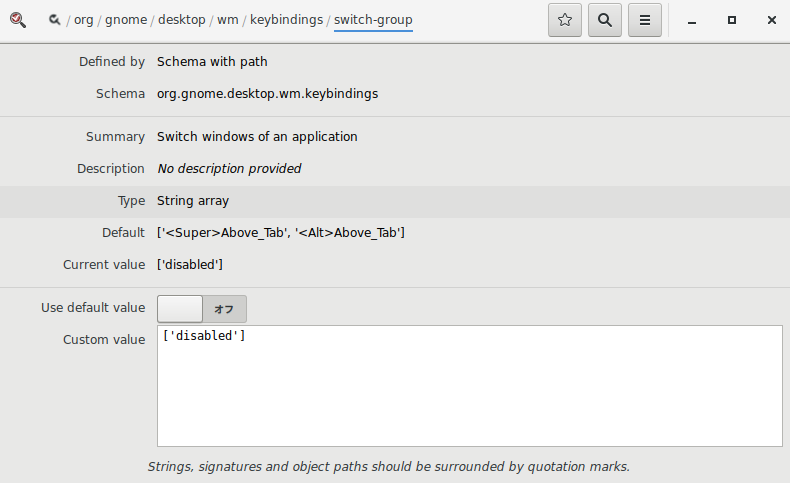 / org / gnome / desktop / wm / keybindings / switch-group
Defined by Schema with path
Schema org.gnome.desktop.wm.keybindings
Summary Switch windows of an application
Description No description provided
Type String array
Default ['<Super>Above_Tab', '<Alt>Above_Tab']
Current value ['disabled']
Use default value オフ
Custom value ['disabled']
Strings, signatures and object paths should be surrounded by quotation marks.